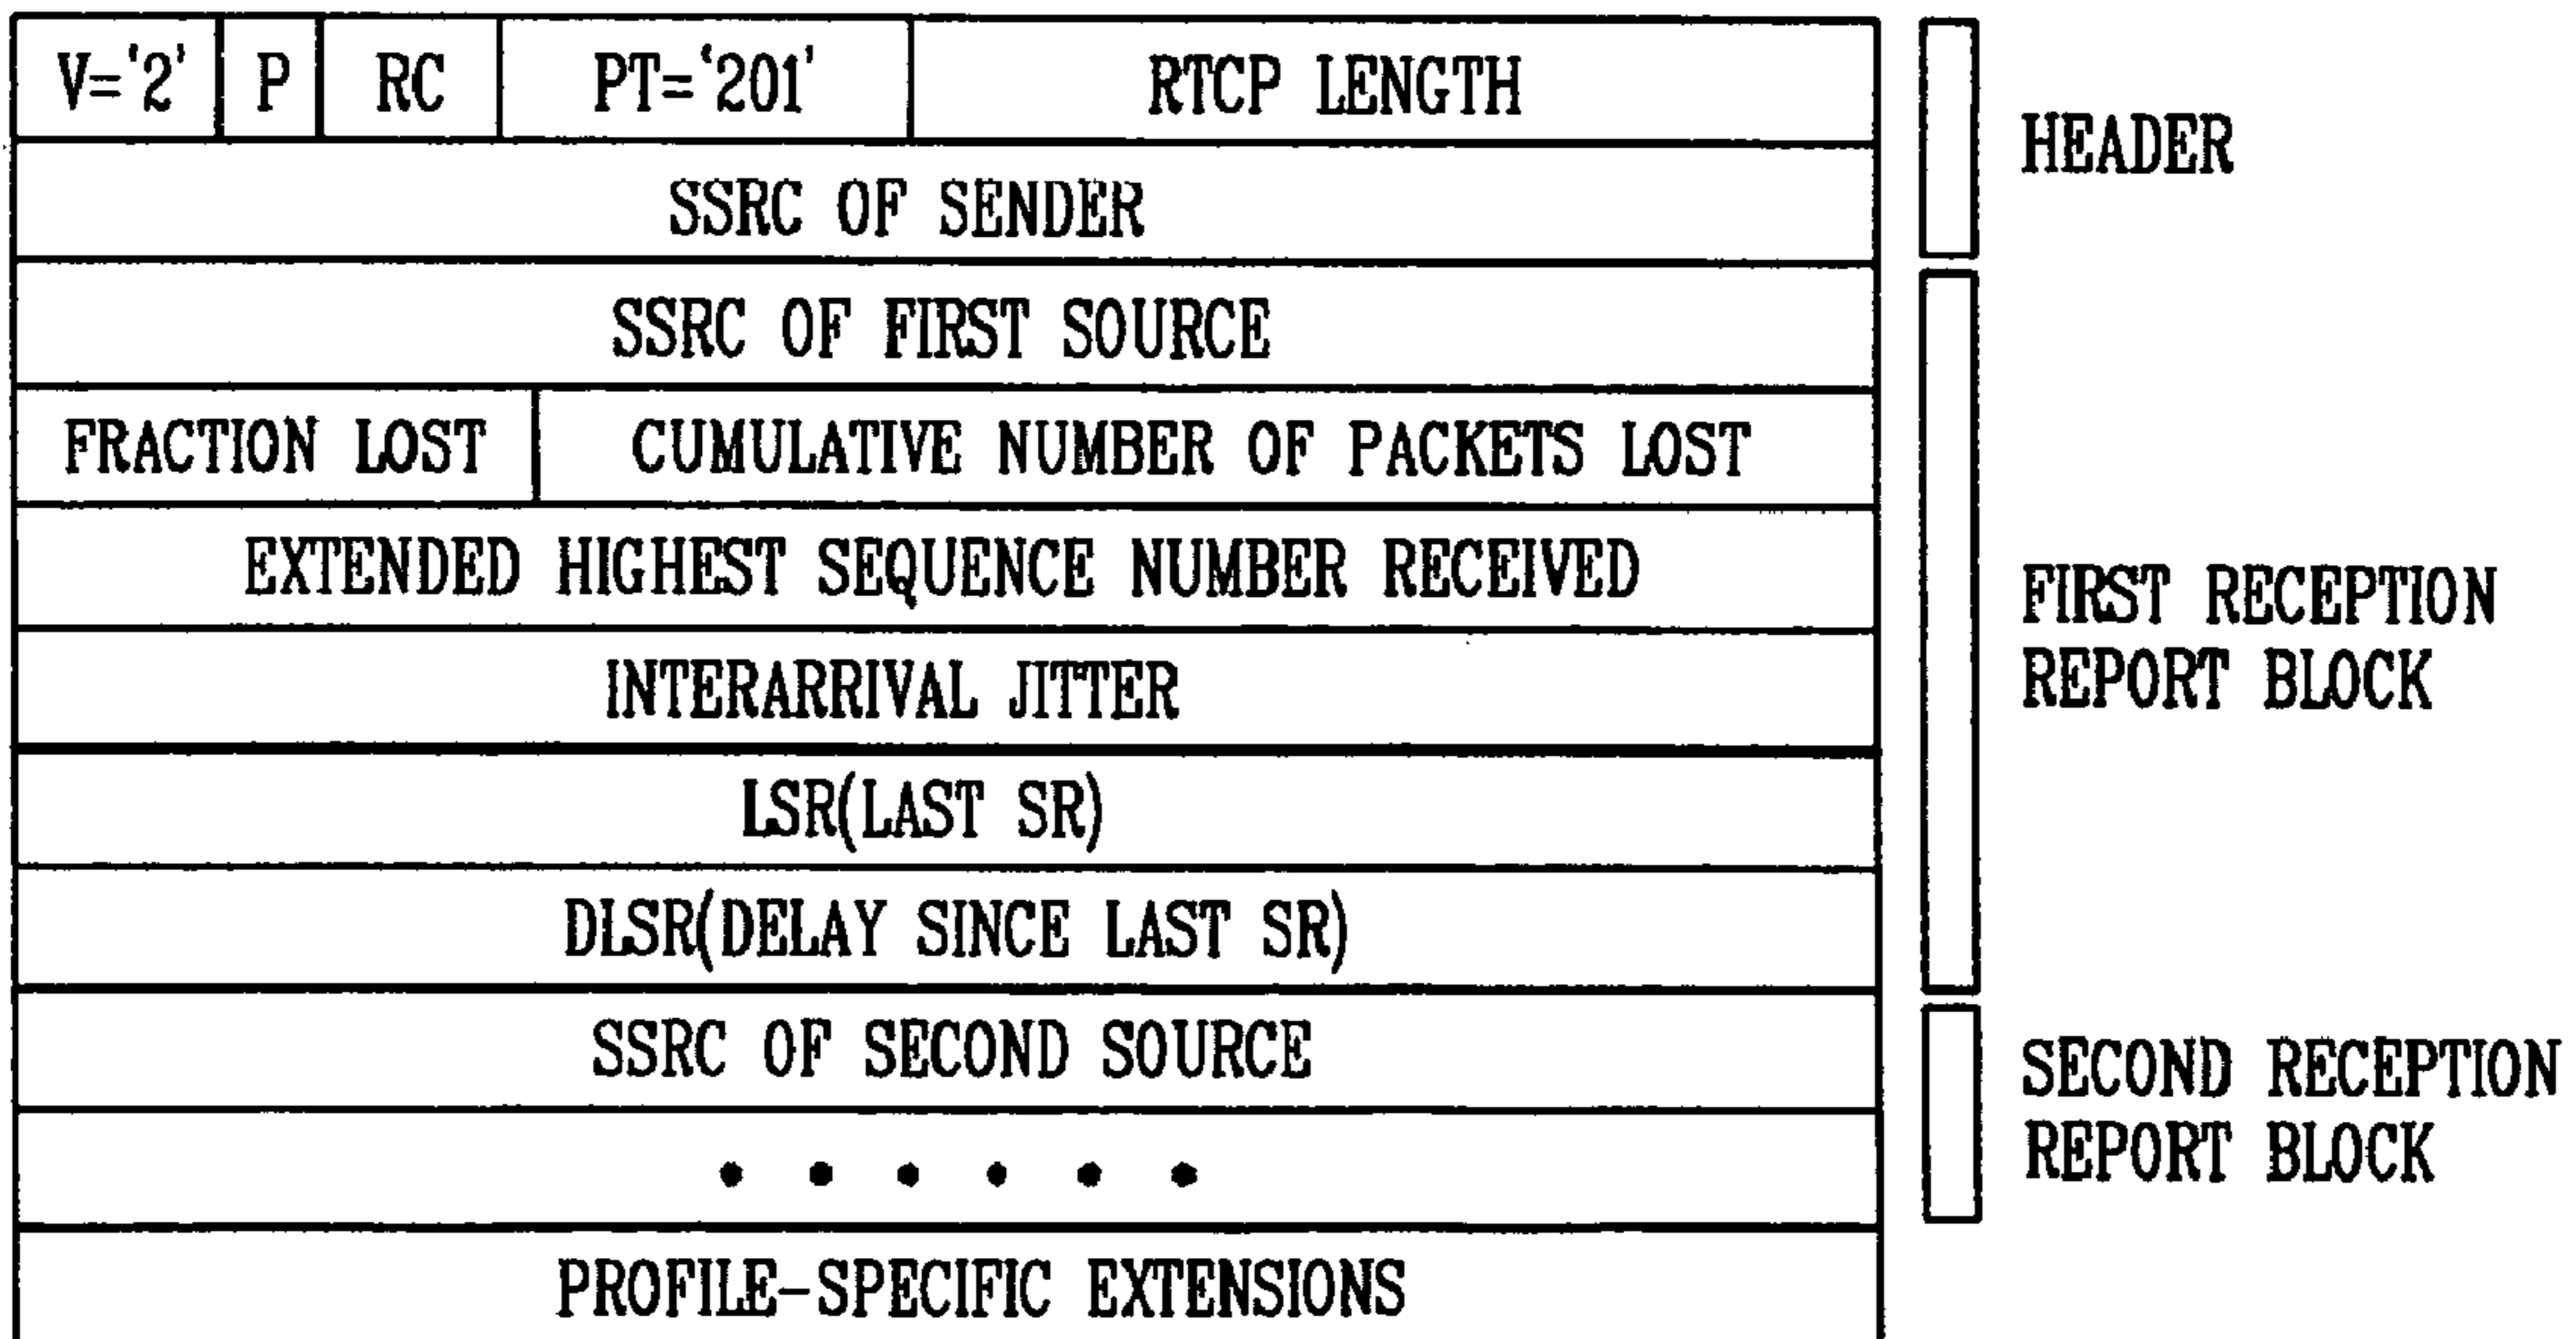 V='2' P RC PT='201' RTCP LENGTH
HEADER
SSRC OF SENDER
SSRC OF FIRST SOURCE
FRACTION LOST CUMULATIVE NUMBER OF PACKETS LOST
EXTENDED HIGHEST SEQUENCE NUMBER RECEIVED
INTERARRIVAL JITTER
LSR(LAST SR)
DLSR(DELAY SINCE LAST SR)
FIRST RECEPTION
REPORT BLOCK
SSRC OF SECOND SOURCE
• • • • • •
SECOND RECEPTION
REPORT BLOCK
PROFILE-SPECIFIC EXTENSIONS